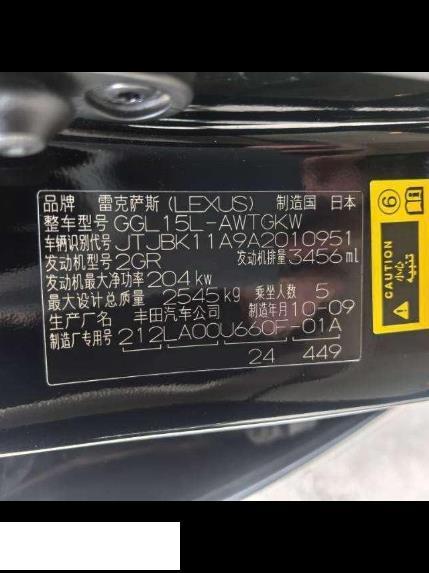 品牌 雷克萨斯(LEXUS) 制造国 日本
整车型号 GGL15L-AWTGKW
车辆识别代号 JTJBK11A9A2010951
发动机型号 2GR 发动机排量 3456 ml
发动机最大净功率 204 kw
最大设计总质量 2545 kg 乘坐人数 5
生产厂名 丰田汽车公司 制造年月 10-09
制造厂专用号 212LA00U660F-01A
24 449
6
CAUTION
小心